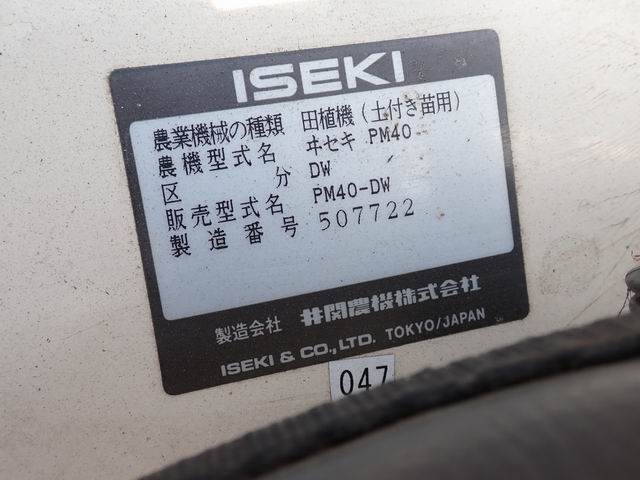 ISEKI
農業機械の種類 田植機(土付き苗用)
農機型式名 ヰセキ PM40
区分 DW
販売型式名 PM40-DW
製造番号 507722
製造会社 井関農機株式会社
ISEKI & CO., LTD. TOKYO/JAPAN
047